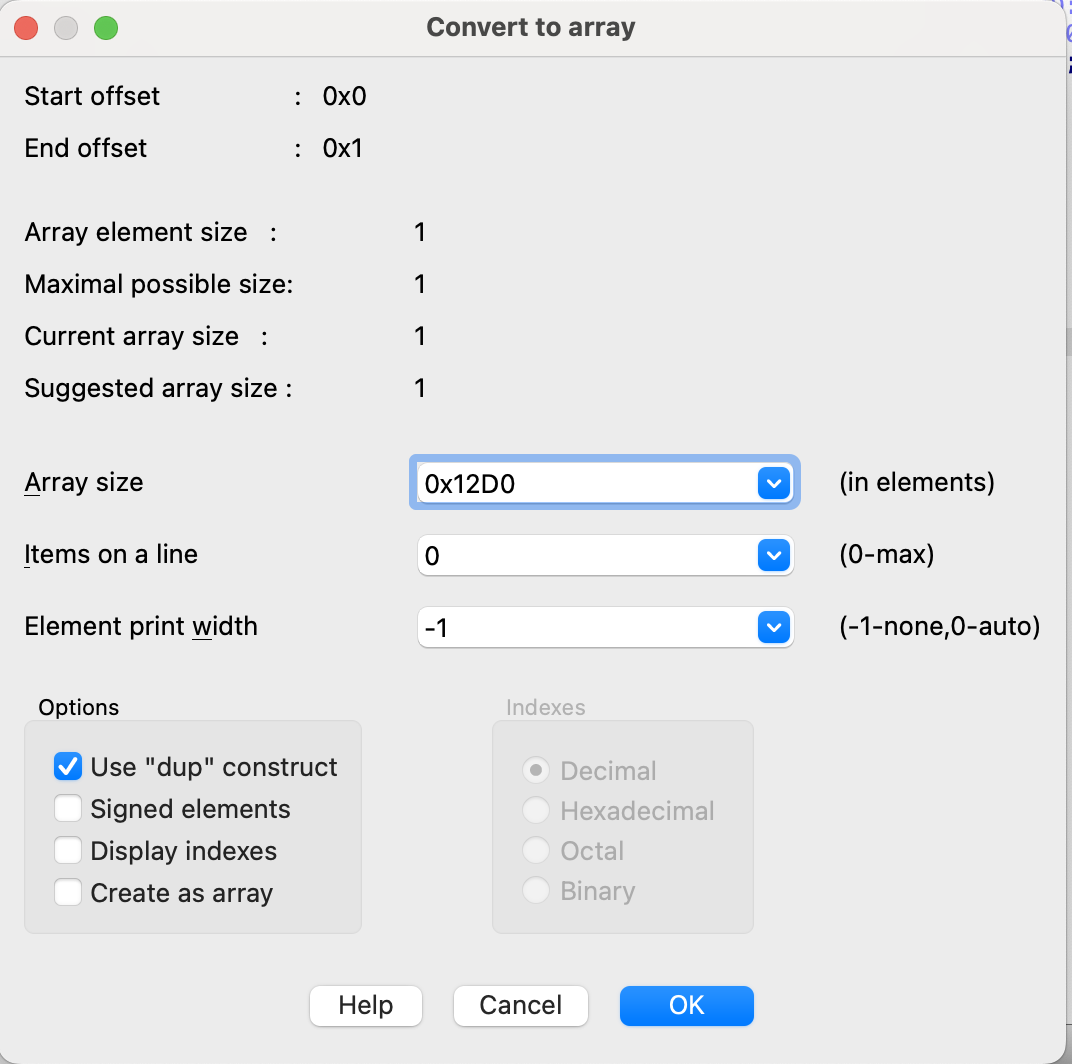 Convert to array
Start offset : 0x0
End offset : 0x1
Array element size : 1
Maximal possible size: 1
Current array size : 1
Suggested array size : 1
Array size 0x12D0 (in elements)
Items on a line 0 (0-max)
Element print width -1 (-1-none,0-auto)
Options
Use "dup" construct
Signed elements
Display indexes
Create as array
Indexes
Decimal
Hexadecimal
Octal
Binary
Help Cancel OK